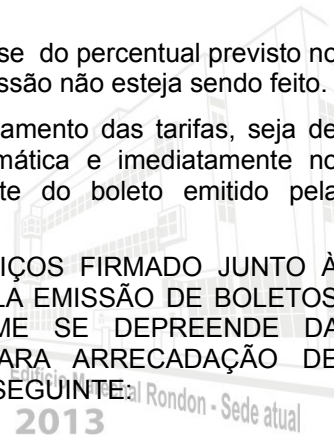 se do percentual previsto no
ssão não esteja sendo feito.
amento das tarifas, seja de
mática e imediatamente no
te do boleto emitido pela
IÇOS FIRMADO JUNTO À
LA EMISSÃO DE BOLETOS
ME SE DEPREENDE DA
ARA ARRECADAÇÃO DE
SEGUINTE:
Edifício Marechal Rondon - Sede atual
2013